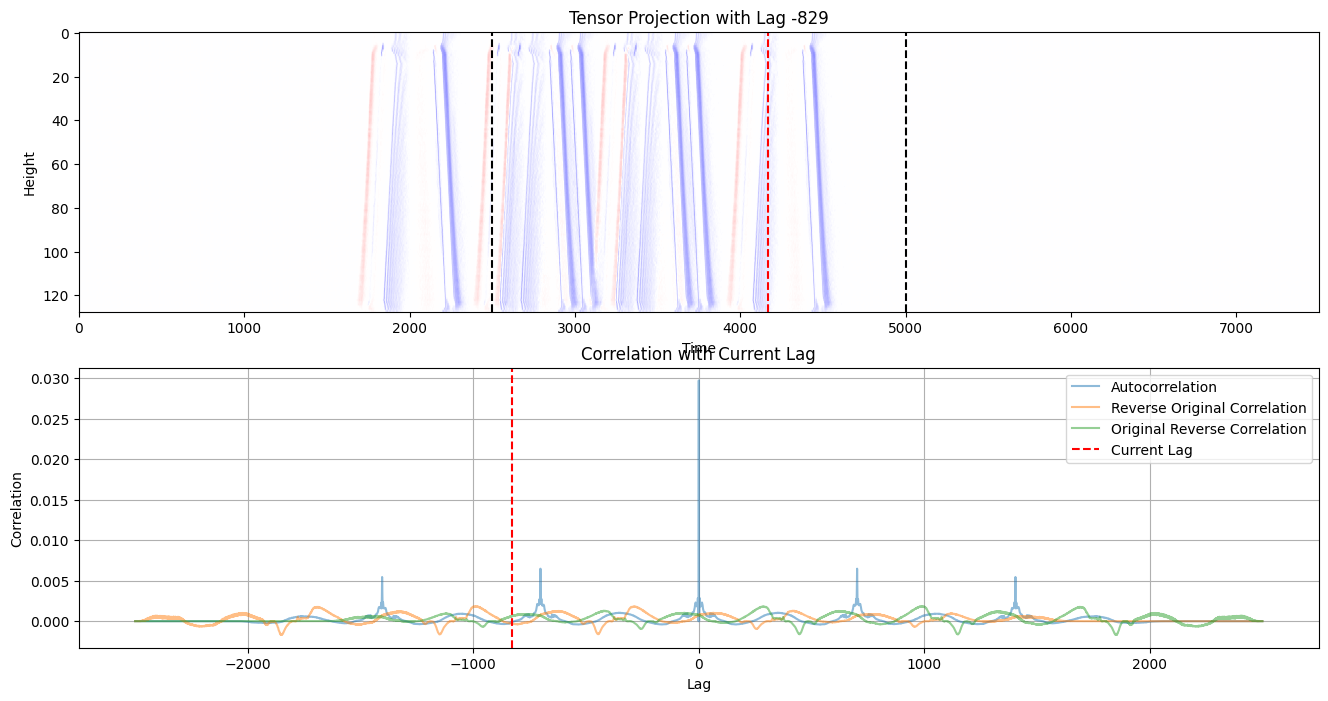 Tensor Projection with Lag -829
Height
0
20
40
60
80
100
120
0 1000 2000 3000 4000 5000 6000 7000
Time
Correlation with Current Lag
Correlation
0.030
0.025
0.020
0.015
0.010
0.005
0.000
Autocorrelation
Reverse Original Correlation
Original Reverse Correlation
Current Lag
−2000 −1000 0 1000 2000
Lag